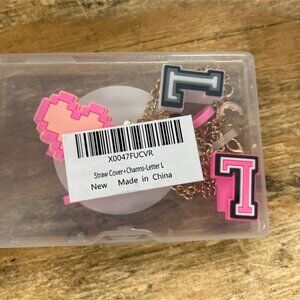 L
X0047FUCVR
Straw Cover+Charms-Letter L
New Made in China
L